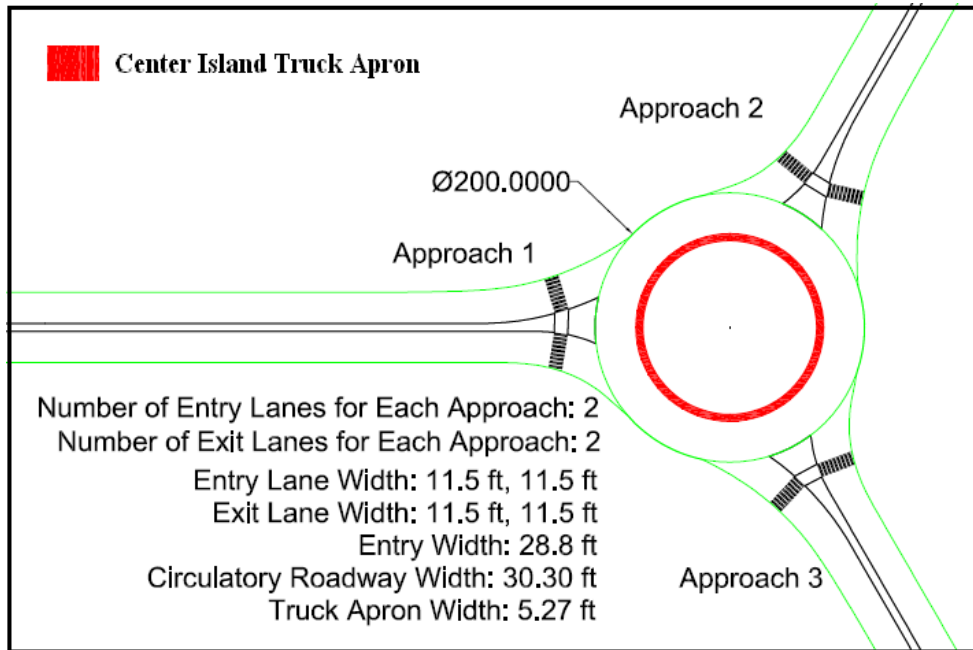 Center Island Truck Apron
Approach 2
Ø200.0000
Approach 1
Number of Entry Lanes for Each Approach: 2
Number of Exit Lanes for Each Approach: 2
Entry Lane Width: 11.5 ft, 11.5 ft
Exit Lane Width: 11.5 ft, 11.5 ft
Entry Width: 28.8 ft
Circulatory Roadway Width: 30.30 ft
Truck Apron Width: 5.27 ft
Approach 3